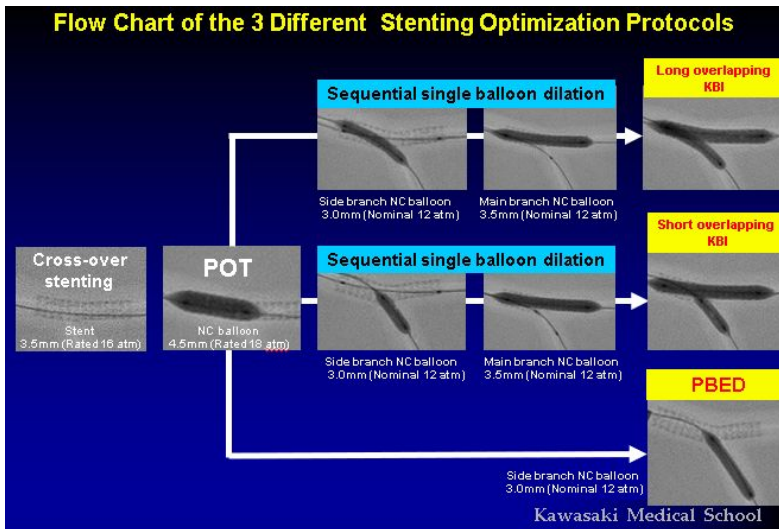 Flow Chart of the 3 Different Stenting Optimization Protocols
Long overlapping
KBI
Sequential single balloon dilation
Side branch NC balloon
3.0mm (Nominal 12 atm)
Main branch NC balloon
3.5mm (Nominal 12 atm)
Short overlapping
KBI
Cross-over
stenting
Stent
3.5mm (Rated 16 atm)
POT
NC balloon
4.5mm (Rated 18 atm)
Sequential single balloon dilation
Side branch NC balloon
3.0mm (Nominal 12 atm)
Main branch NC balloon
3.5mm (Nominal 12 atm)
PBED
Side branch NC balloon
3.0mm (Nominal 12 atm)
Kawasaki Medical School